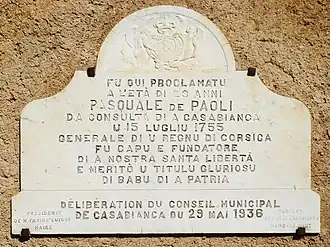 FU QUI PROCLAMATU
A L'ETÀ DI 29 ANNI
PASQUALE DE PAOLI
DA CONSULTA DI A CASABIANCA
U 15 LUGLIU 1755
GENERALE DI U REGNU DI CORSICA
FU CAPU E FUNDATORE
DI A NOSTRA SANTA LIBERTÀ
E MERITÒ U TITULU GLURIOSU
DI BABU DI A PATRIA
DÉLIBÉRATION DU CONSEIL MUNICIPAL
DE CASABIANCA DU 29 MAI 1936
MAIRE